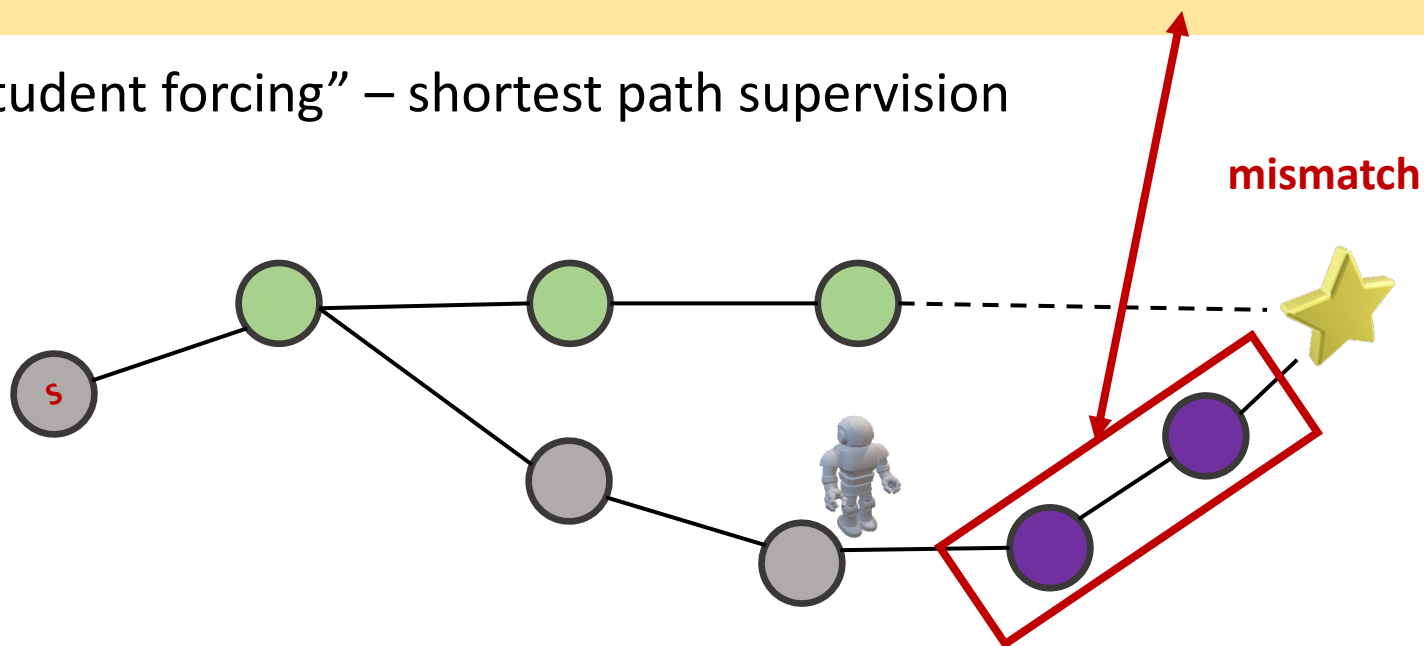 tudent forcing” – shortest path supervision
mismatch
S